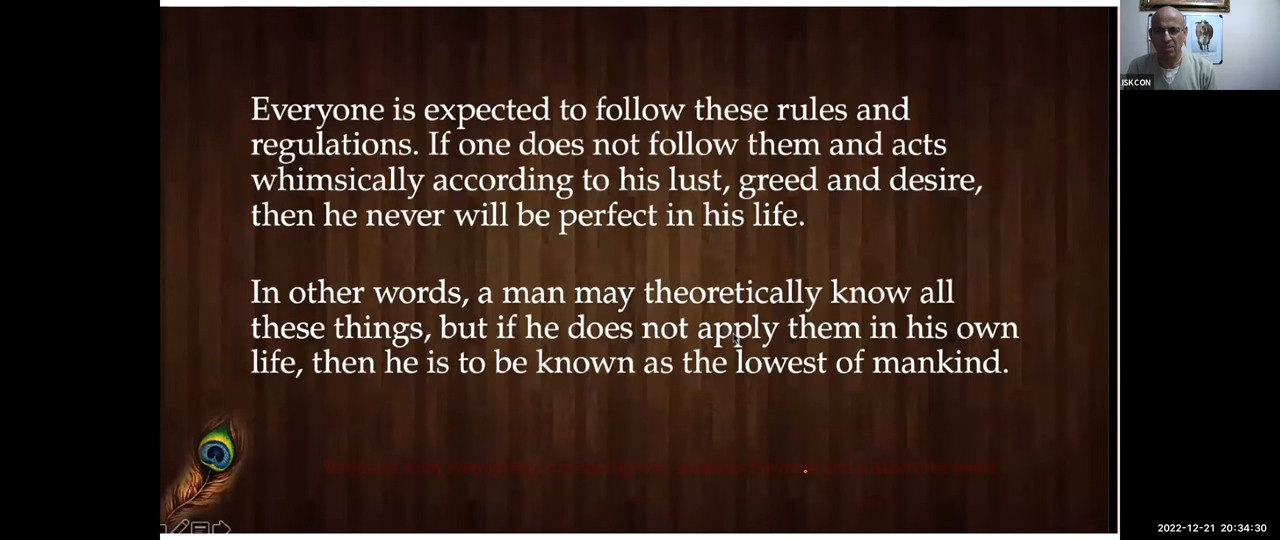 Everyone is expected to follow these rules and
regulations. If one does not follow them and acts
whimsically according to his lust, greed and desire,
then he never will be perfect in his life.
In other words, a man may theoretically know all
these things, but if he does not apply them in his own
life, then he is to be known as the lowest of mankind.
ISKCON
2022-12-21 20:34:30